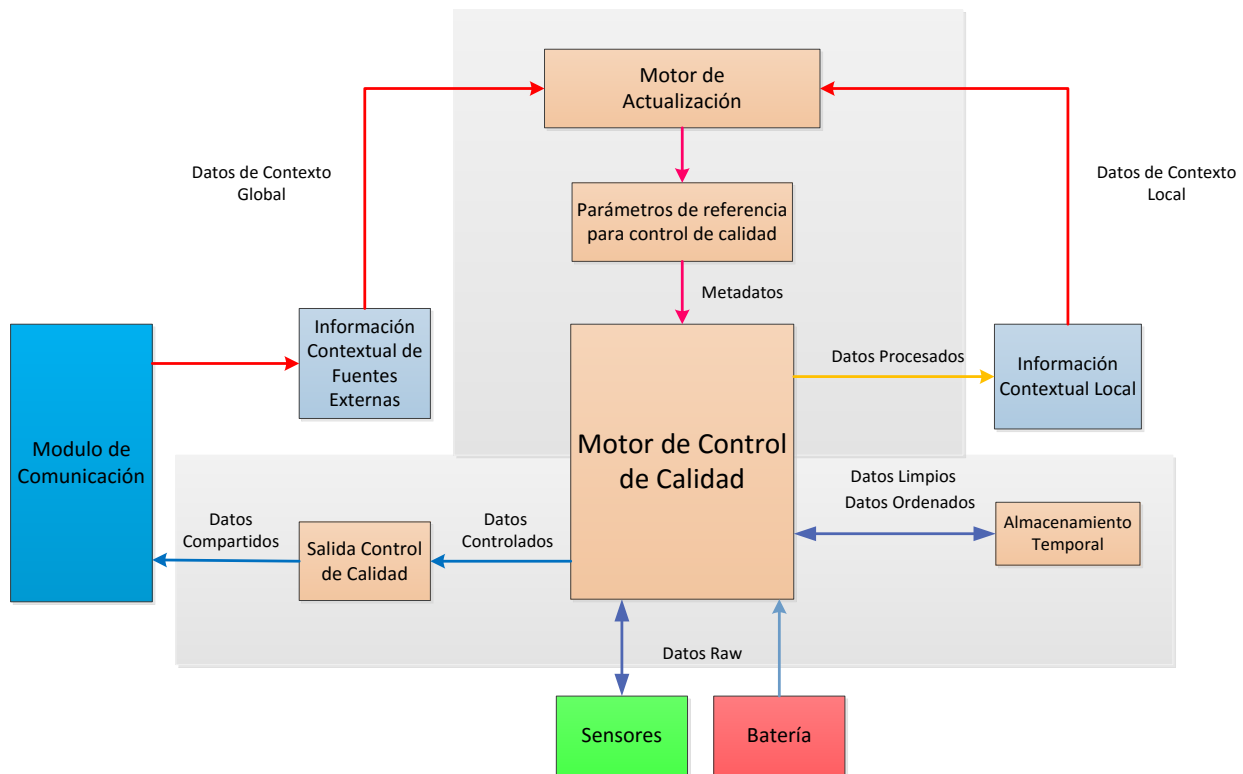 Motor de
Actualización
Datos de Contexto
Global
Datos de Contexto
Local
Parámetros de referencia
para control de calidad
Metadatos
Información
Contextual de
Fuentes
Externas
Datos Procesados
Información
Contextual Local
Modulo de
Comunicación
Motor de Control
de Calidad
Datos Limpios
Datos Ordenados
Almacenamiento
Temporal
Datos
Compartidos
Salida Control
de Calidad
Datos
Controlados
Datos Raw
Sensores
Batería